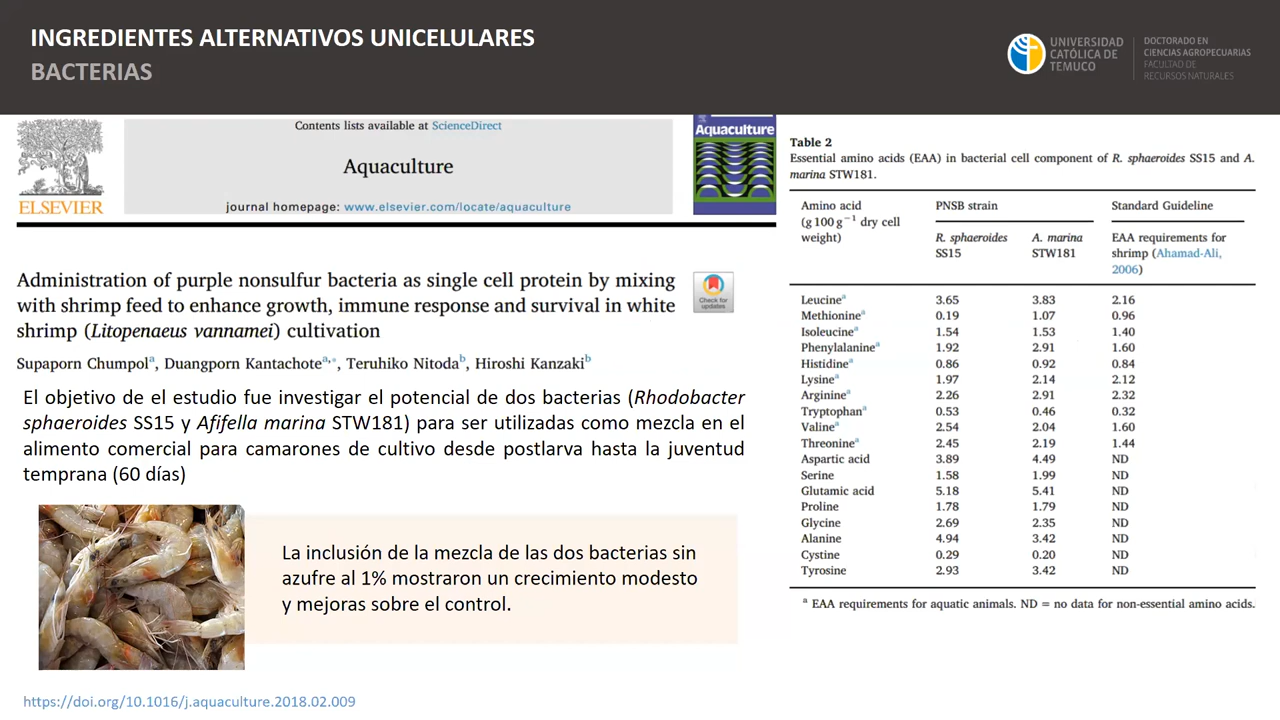 INGREDIENTES ALTERNATIVOS UNICELULARES
BACTERIAS
UNIVERSIDAD
CATÓLICA DE
TEMUCO
DOCTORADO EN
CIENCIAS AGROPECUARIAS
FACULTAD DE
RECURSOS NATURALES
ELSEVIER
Contents lists available at ScienceDirect
Aquaculture
journal homepage: www.elsevier.com/locate/aquaculture
Aquaculture
Administration of purple nonsulfur bacteria as single cell protein by mixing
with shrimp feed to enhance growth, immune response and survival in white
shrimp (Litopenaeus vannamei) cultivation
Check for
updates
Supaporn Chumpolᵃ, Duangporn Kantachoteᵃ,*, Teruhiko Nitodaᵇ, Hiroshi Kanzakiᵇ
El objetivo de el estudio fue investigar el potencial de dos bacterias (Rhodobacter
sphaeroides SS15 y Afifella marina STW181) para ser utilizadas como mezcla en el
alimento comercial para camarones de cultivo desde postlarva hasta la juventud
temprana (60 días)
La inclusión de la mezcla de las dos bacterias sin
azufre al 1% mostraron un crecimiento modesto
y mejoras sobre el control.
https://doi.org/10.1016/j.aquaculture.2018.02.009
Table 2
Essential amino acids (EAA) in bacterial cell component of R. sphaeroides SS15 and A.
marina STW181.
Amino acid PNSB strain Standard Guideline
(g 100 g⁻¹ dry cell
weight) R. sphaeroides A. marina EAA requirements for
SS15 STW181 shrimp (Ahamad-Ali,
2006)
Leucineᵃ 3.65 3.83 2.16
Methionineᵃ 0.19 1.07 0.96
Isoleucineᵃ 1.54 1.53 1.40
Phenylalanineᵃ 1.92 2.91 1.60
Histidineᵃ 0.86 0.92 0.84
Lysineᵃ 1.97 2.14 2.12
Arginineᵃ 2.26 2.91 2.32
Tryptophanᵃ 0.53 0.46 0.32
Valineᵃ 2.54 2.04 1.60
Threonineᵃ 2.45 2.19 1.44
Aspartic acid 3.89 4.49 ND
Serine 1.58 1.99 ND
Glutamic acid 5.18 5.41 ND
Proline 1.78 1.79 ND
Glycine 2.69 2.35 ND
Alanine 4.94 3.42 ND
Cystine 0.29 0.20 ND
Tyrosine 2.93 3.42 ND
ᵃ EAA requirements for aquatic animals. ND = no data for non-essential amino acids.